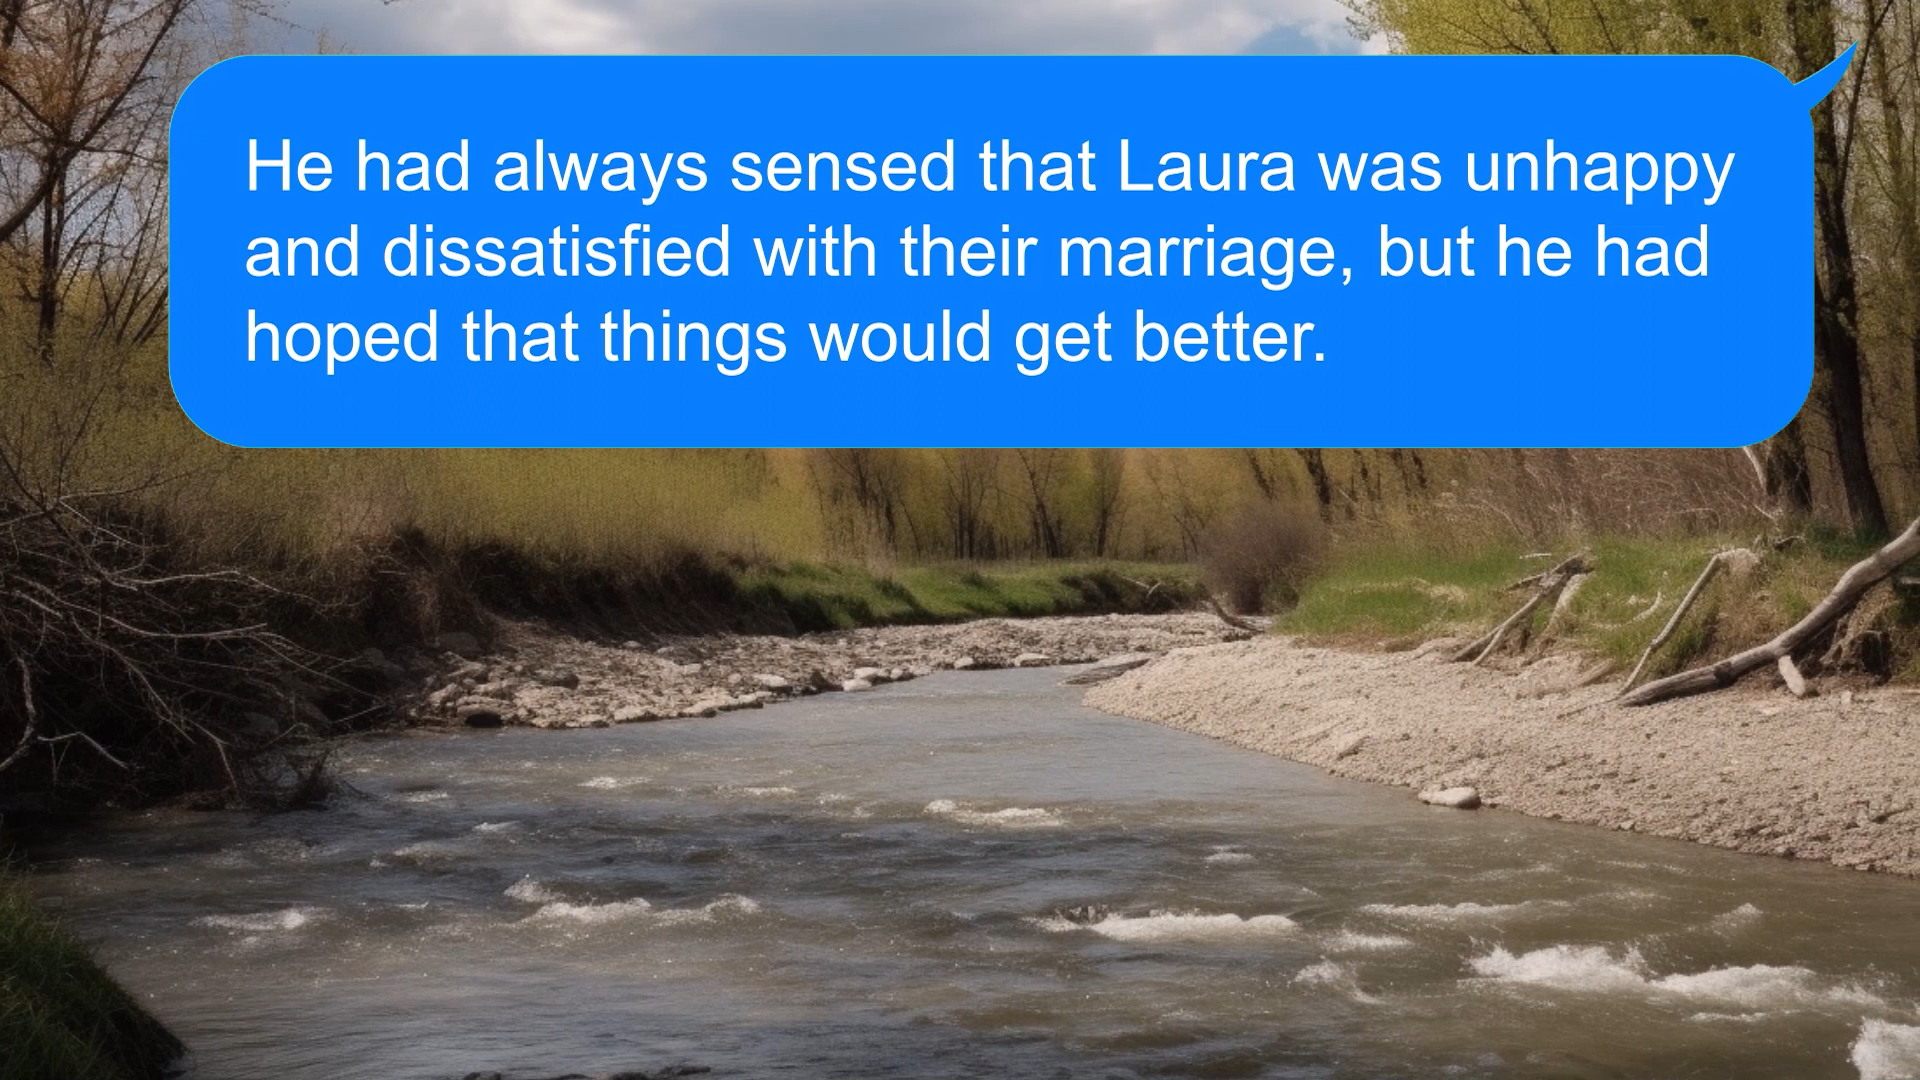 He had always sensed that Laura was unhappy
and dissatisfied with their marriage, but he had
hoped that things would get better.